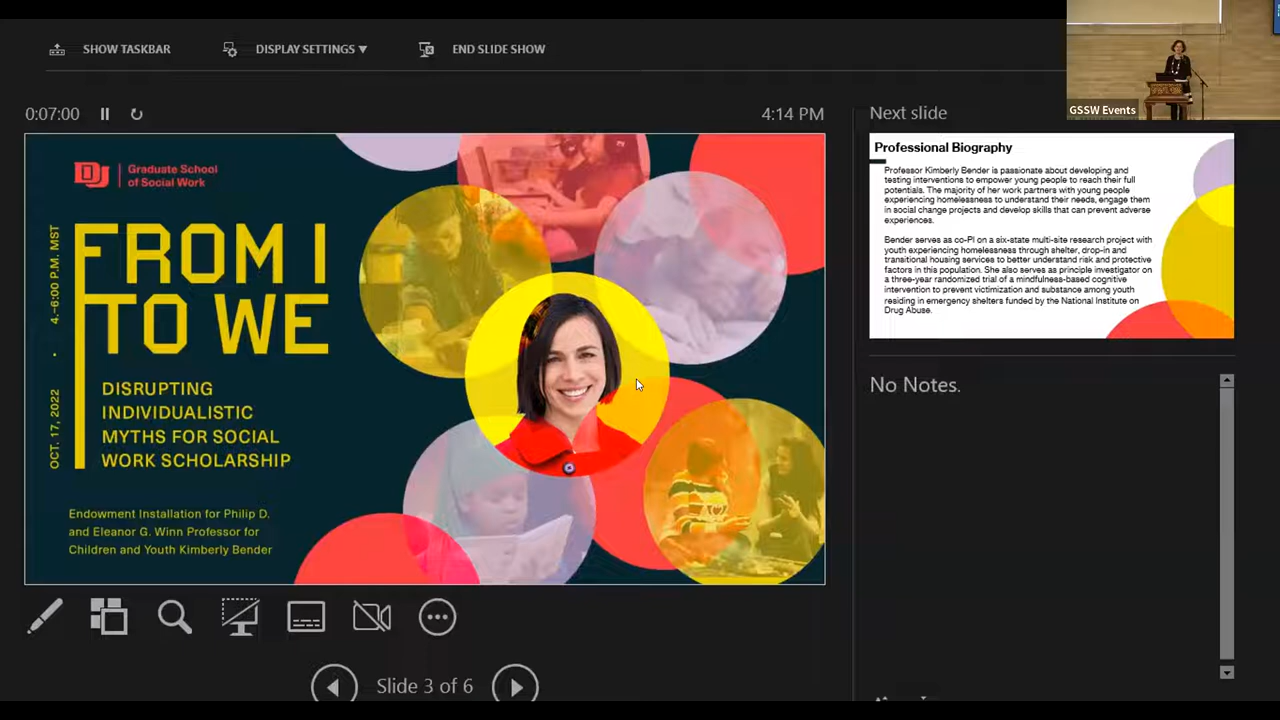 SHOW TASKBAR
DISPLAY SETTINGS ▼
END SLIDE SHOW
GSSW Events
0:07:00
4:14 PM
Graduate School
of Social Work
FROM I
TO WE
OCT. 17, 2022 • 4.–6:00 P.M. MST
DISRUPTING
INDIVIDUALISTIC
MYTHS FOR SOCIAL
WORK SCHOLARSHIP
Endowment Installation for Philip D.
and Eleanor G. Winn Professor for
Children and Youth Kimberly Bender
Slide 3 of 6
Next slide
Professional Biography
Professor Kimberly Bender is passionate about developing and
testing interventions to empower young people to reach their full
potentials. The majority of her work partners with young people
experiencing homelessness to understand their needs, engage them
in social change projects and develop skills that can prevent adverse
experiences.
Bender serves as co-PI on a six-state multi-site research project with
youth experiencing homelessness through shelter, drop-in and
transitional housing services to better understand risk and protective
factors in this population. She also serves as principle investigator on
a three-year randomized trial of a mindfulness-based cognitive
intervention to prevent victimization and substance among youth
residing in emergency shelters funded by the National Institute on
Drug Abuse.
No Notes.